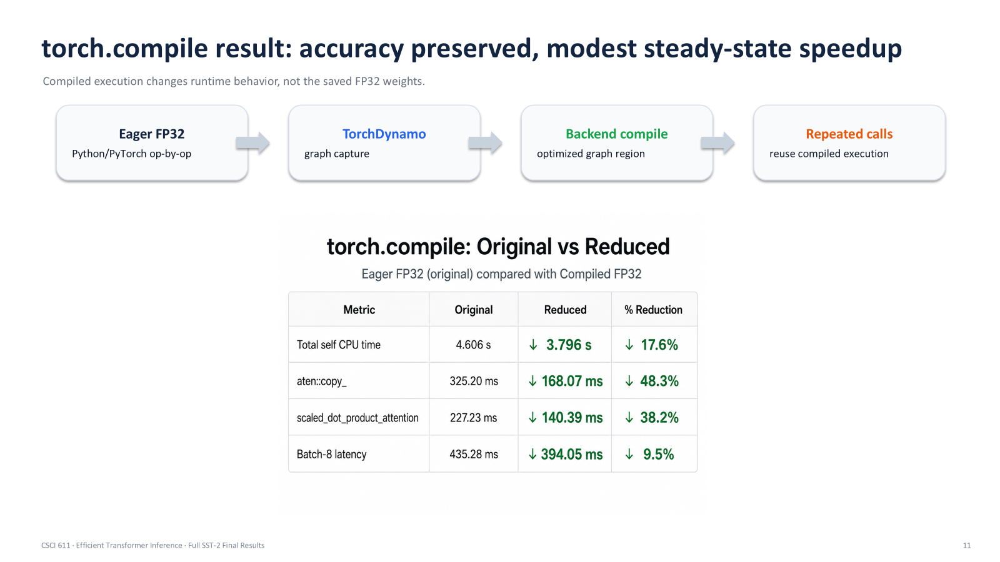 torch.compile result: accuracy preserved, modest steady-state speedup
Compiled execution changes runtime behavior, not the saved FP32 weights.
Eager FP32
Python/PyTorch op-by-op
TorchDynamo
graph capture
Backend compile
optimized graph region
Repeated calls
reuse compiled execution
torch.compile: Original vs Reduced
Eager FP32 (original) compared with Compiled FP32
Metric Original Reduced % Reduction
Total self CPU time 4.606 s ↓ 3.796 s ↓ 17.6%
aten::copy_ 325.20 ms ↓ 168.07 ms ↓ 48.3%
scaled_dot_product_attention 227.23 ms ↓ 140.39 ms ↓ 38.2%
Batch-8 latency 435.28 ms ↓ 394.05 ms ↓ 9.5%
CSCI 611 · Efficient Transformer Inference · Full SST-2 Final Results 11